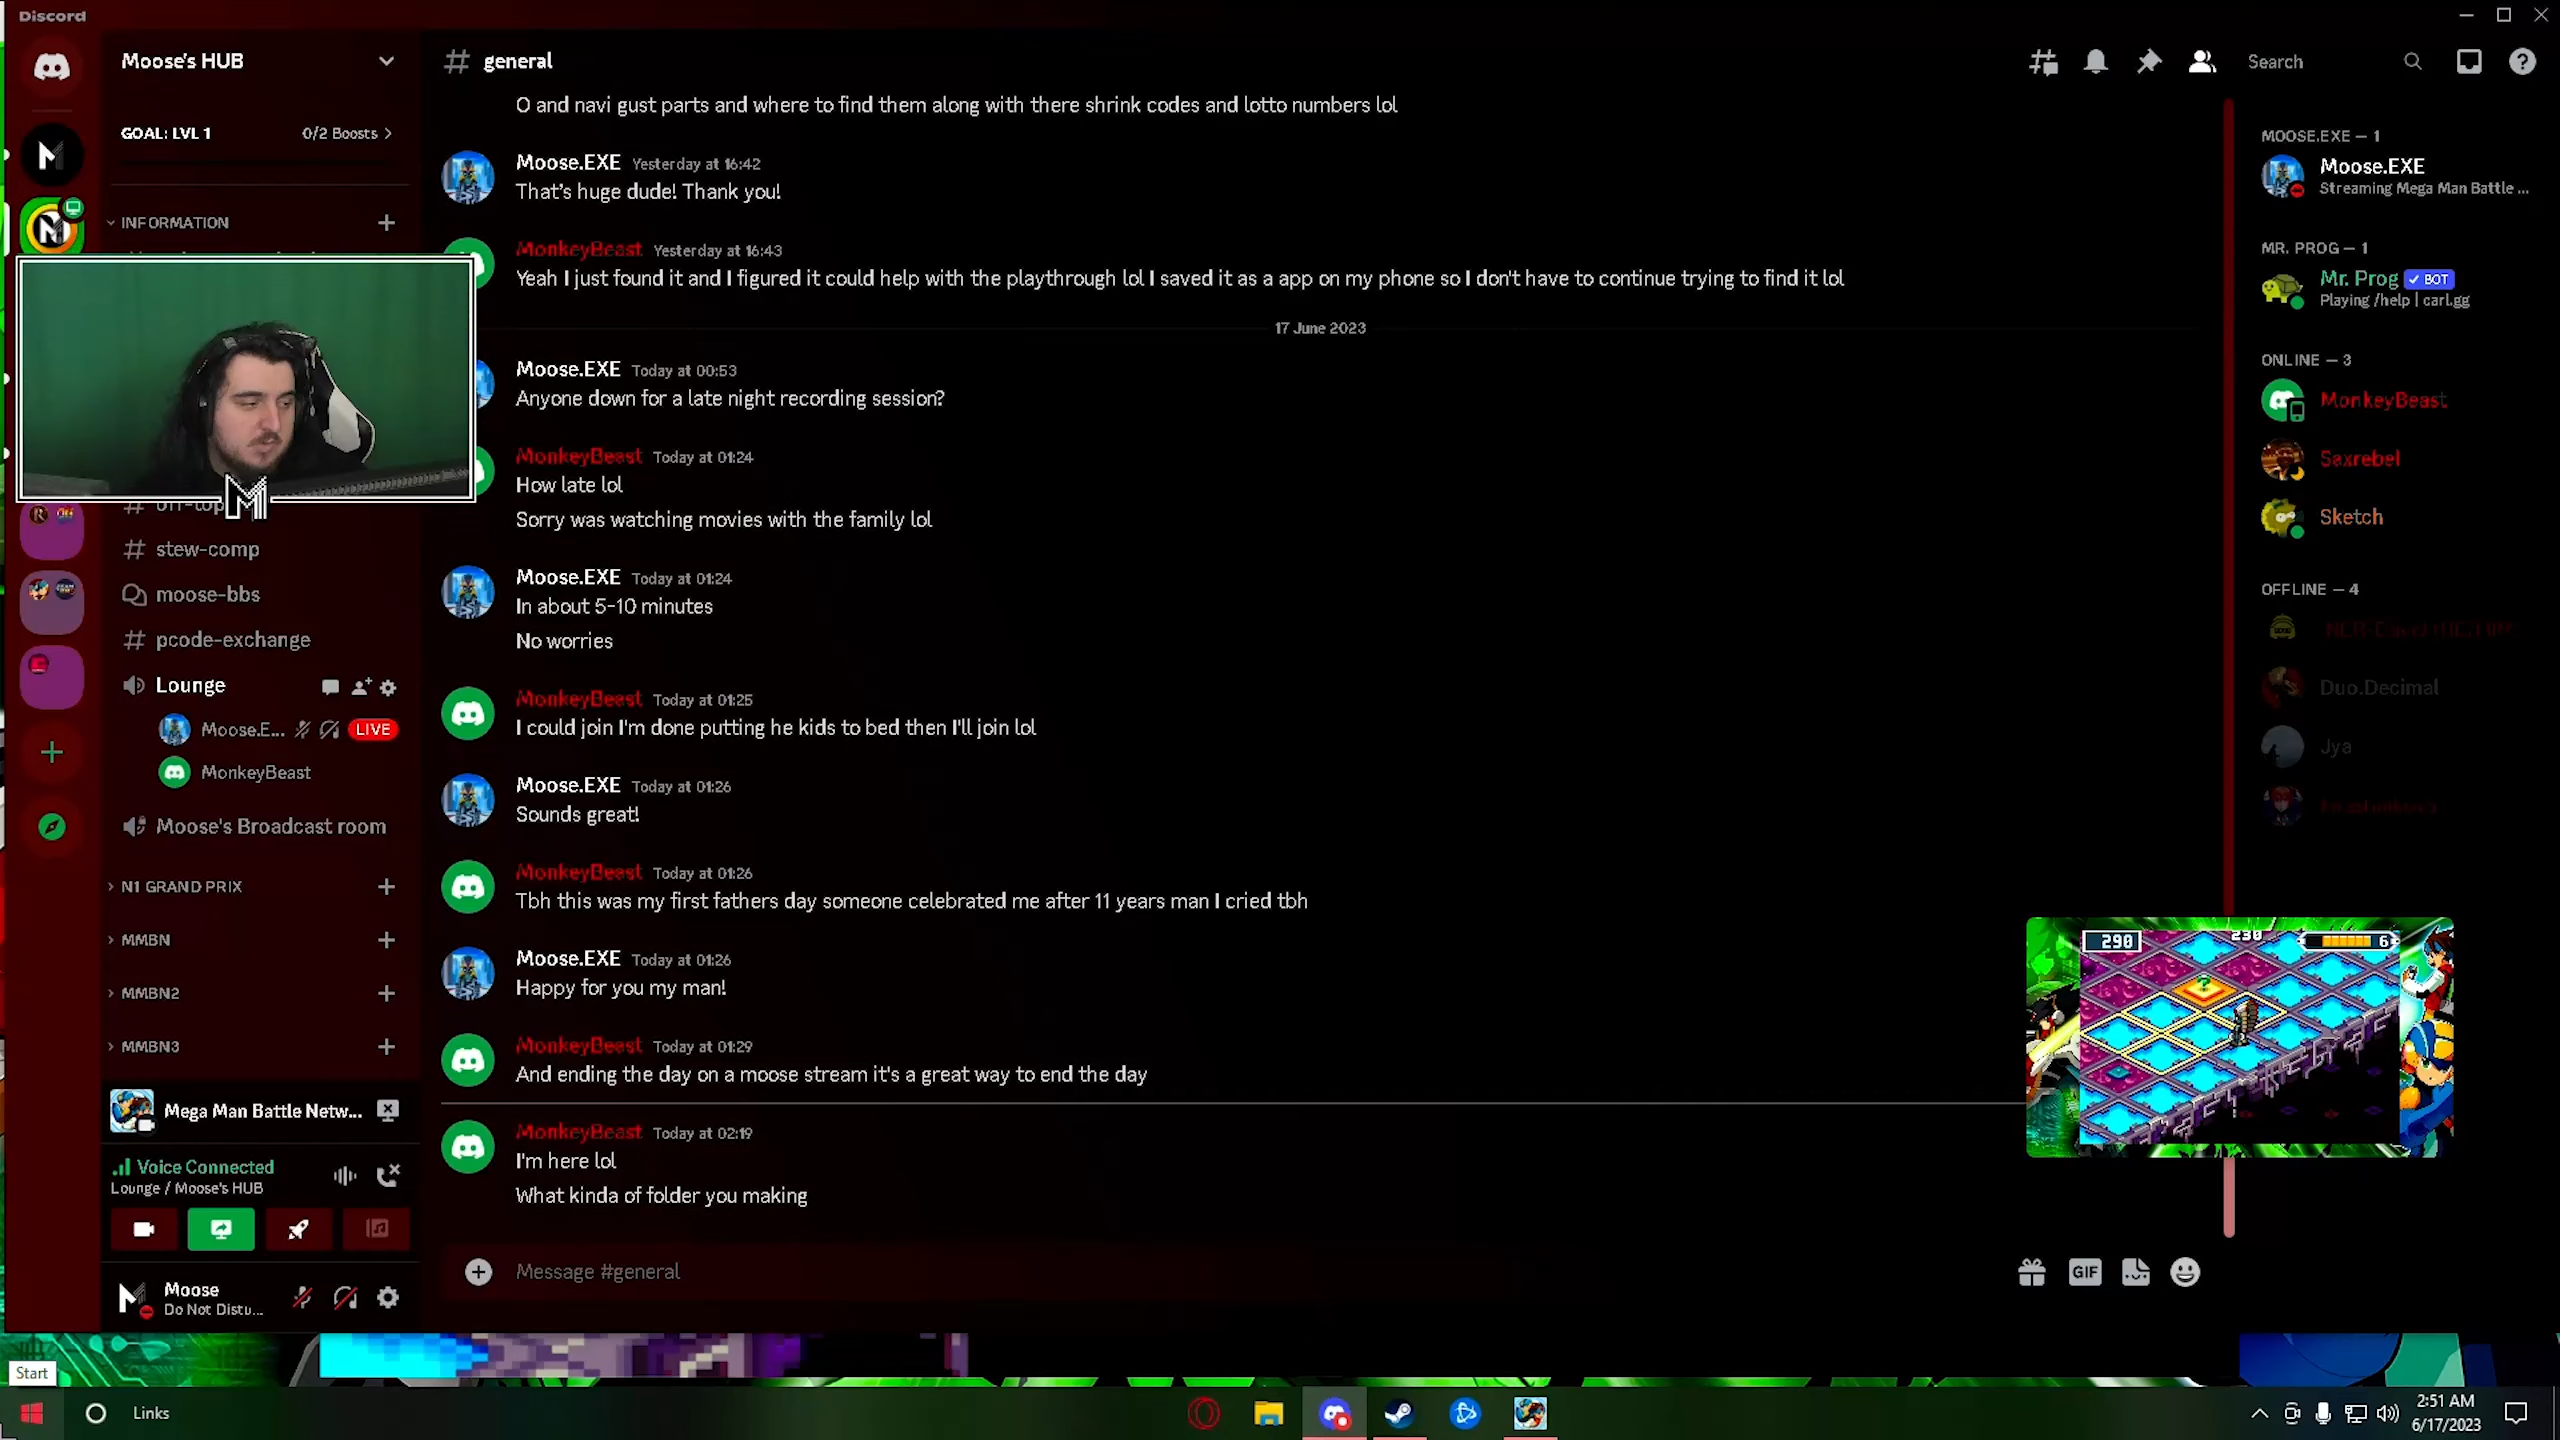 Discord
Moose's HUB
GOAL: LVL 1
0/2 Boosts
INFORMATION
stew-comp
moose-bbs
pcode-exchange
Lounge
Moose.E... LIVE
MonkeyBeast
Moose's Broadcast room
N1 GRAND PRIX
MMBN
MMBN2
MMBN3
Mega Man Battle Netw...
Voice Connected
Lounge / Moose's HUB
Moose
Do Not Distu...
# general
Search
O and navi gust parts and where to find them along with there shrink codes and lotto numbers lol
Moose.EXE Yesterday at 16:42
That's huge dude! Thank you!
MonkeyBeast Yesterday at 16:43
Yeah I just found it and I figured it could help with the playthrough lol I saved it as a app on my phone so I don't have to continue trying to find it lol
17 June 2023
Moose.EXE Today at 00:53
Anyone down for a late night recording session?
MonkeyBeast Today at 01:24
How late lol
Sorry was watching movies with the family lol
Moose.EXE Today at 01:24
In about 5-10 minutes
No worries
MonkeyBeast Today at 01:25
I could join I'm done putting he kids to bed then I'll join lol
Moose.EXE Today at 01:26
Sounds great!
MonkeyBeast Today at 01:26
Tbh this was my first fathers day someone celebrated me after 11 years man I cried tbh
Moose.EXE Today at 01:26
Happy for you my man!
MonkeyBeast Today at 01:29
And ending the day on a moose stream it's a great way to end the day
MonkeyBeast Today at 02:19
I'm here lol
What kinda of folder you making
Message #general
GIF
MOOSE.EXE — 1
Moose.EXE
Streaming Mega Man Battle ...
MR. PROG — 1
Mr. Prog ✓ BOT
Playing /help | carl.gg
ONLINE — 3
MonkeyBeast
Saxrebel
Sketch
OFFLINE — 4
Duo.Decimal
Jya
290
230
6
Start
Links
2:51 AM
6/17/2023